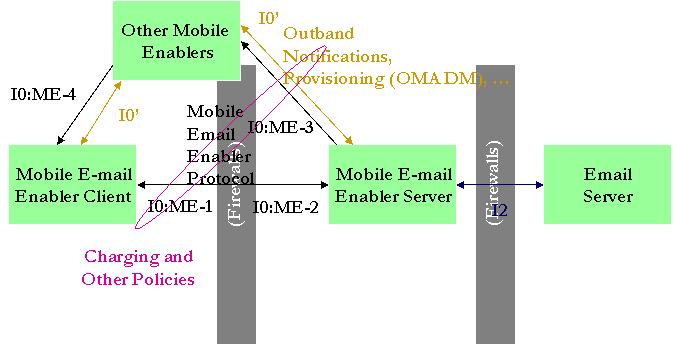 I0'
Other Mobile
Enablers
Outband
Notifications,
Provisioning (OMA DM), …
I0:ME-4
I0'
Mobile
Email
Enabler
Protocol
I0:ME-3
(Firewalls)
(Firewalls)
Mobile E-mail
Enabler Client
Mobile E-mail
Enabler Server
Email
Server
I0:ME-1
I0:ME-2
I2
Charging and
Other Policies